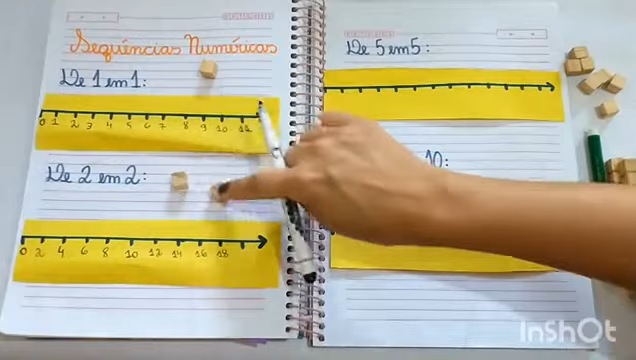 Sequências Numéricas
De 1 em 1:
0 1 2 3 4 5 6 7 8 9 10 11
De 2 em 2:
0 2 4 6 8 10 12 14 16 18
De 5 em 5:
10:
InShOt